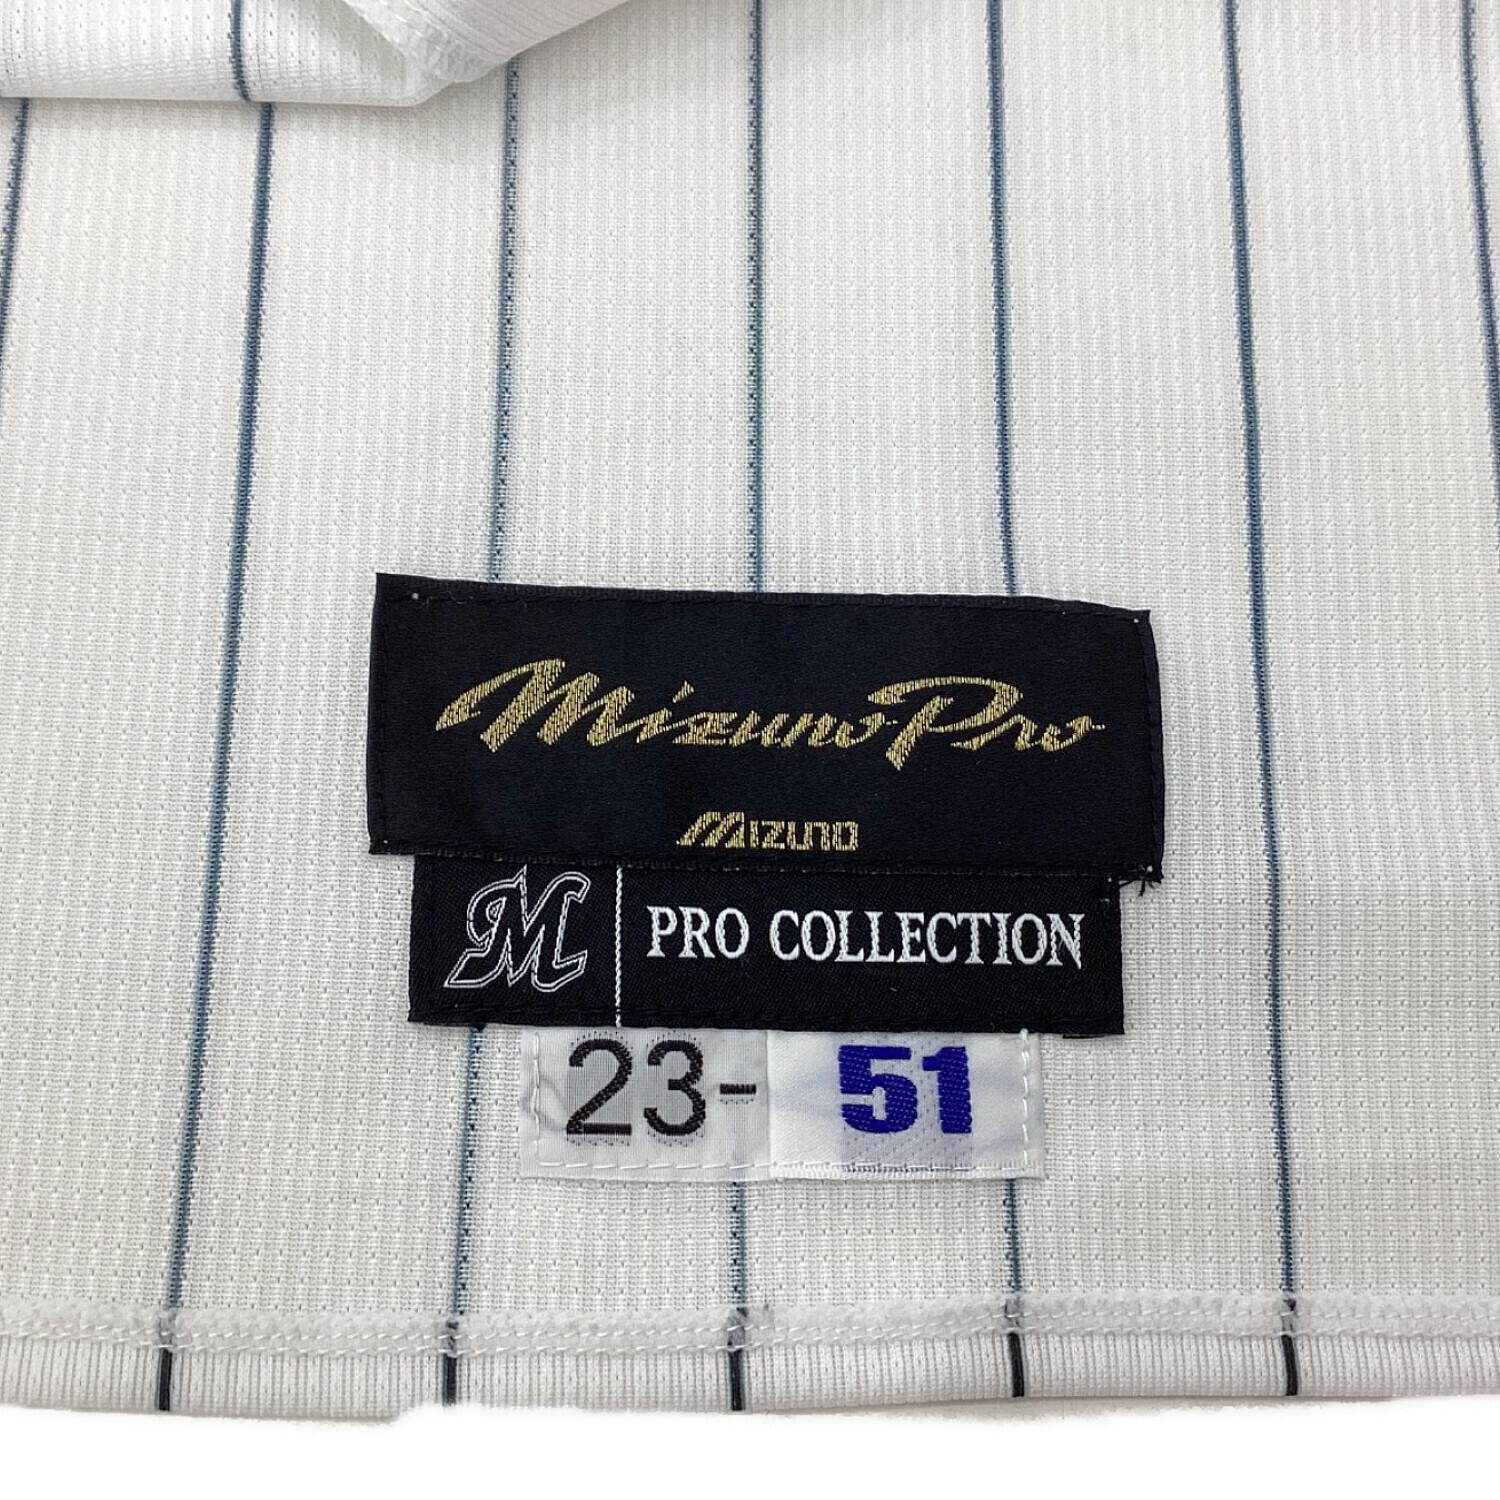 Mizuno Pro
MIZUNO
M PRO COLLECTION
23-51